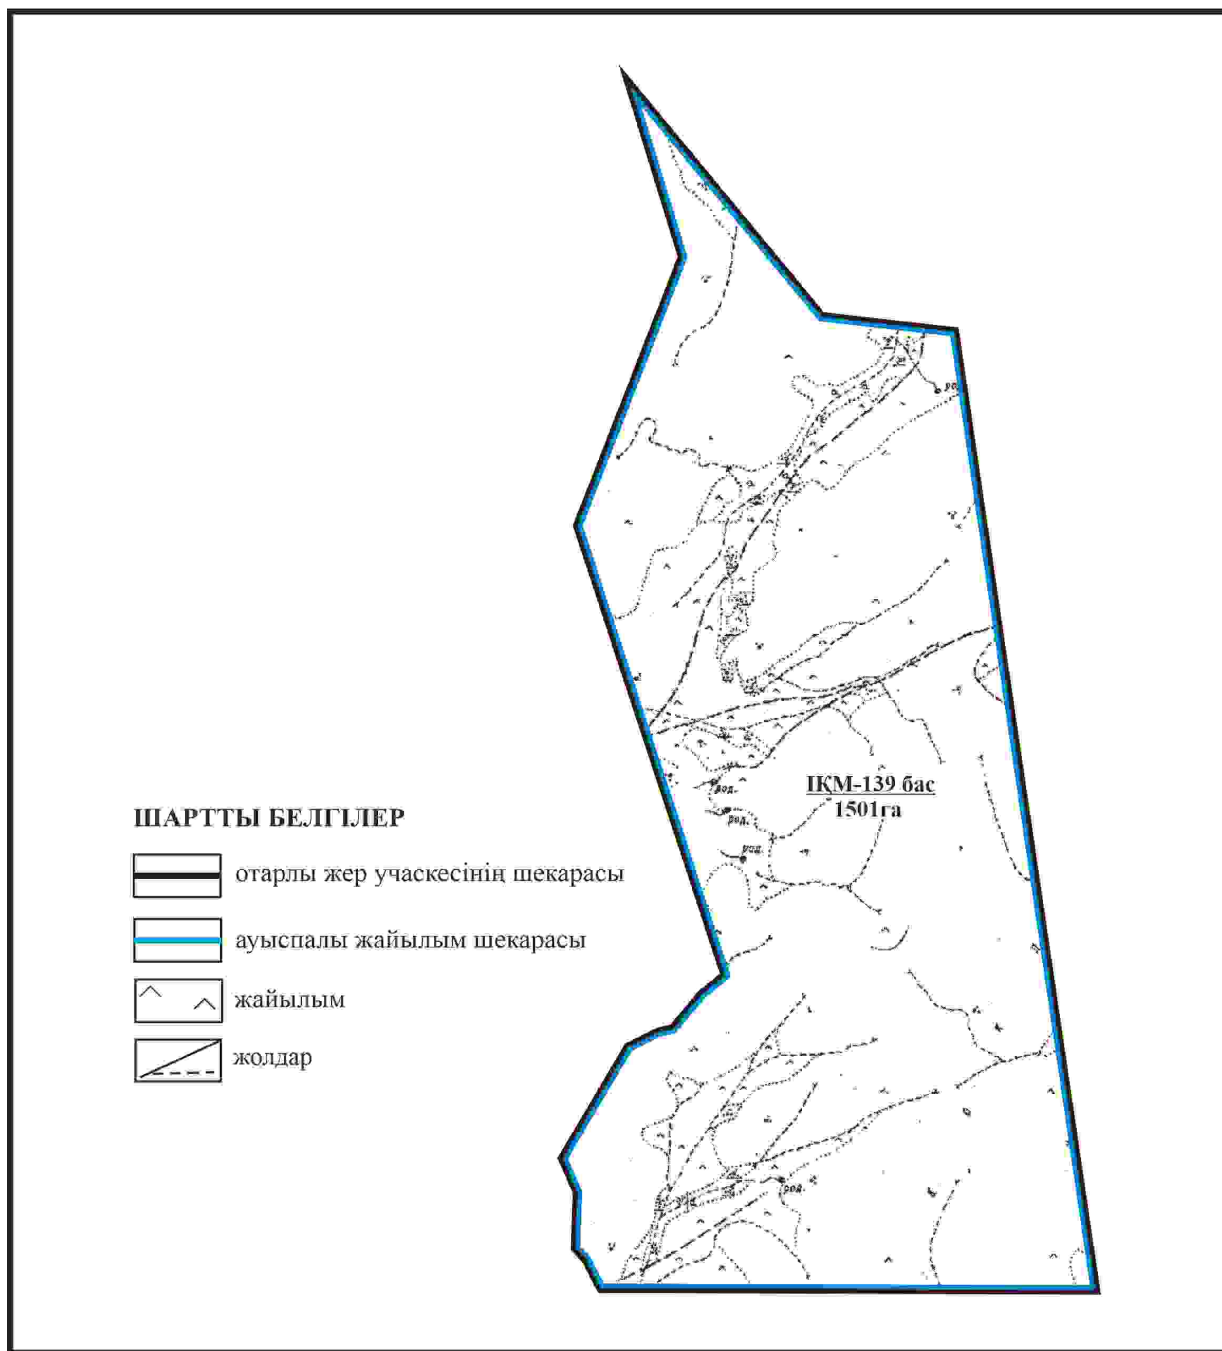 род.
ІҚМ-139 бас
1501га
род.
род.
род.
ШАРТТЫ БЕЛГІЛЕР
отарлы жер учаскесінің шекарасы
ауыспалы жайылым шекарасы
жайылым
жолдар
род.